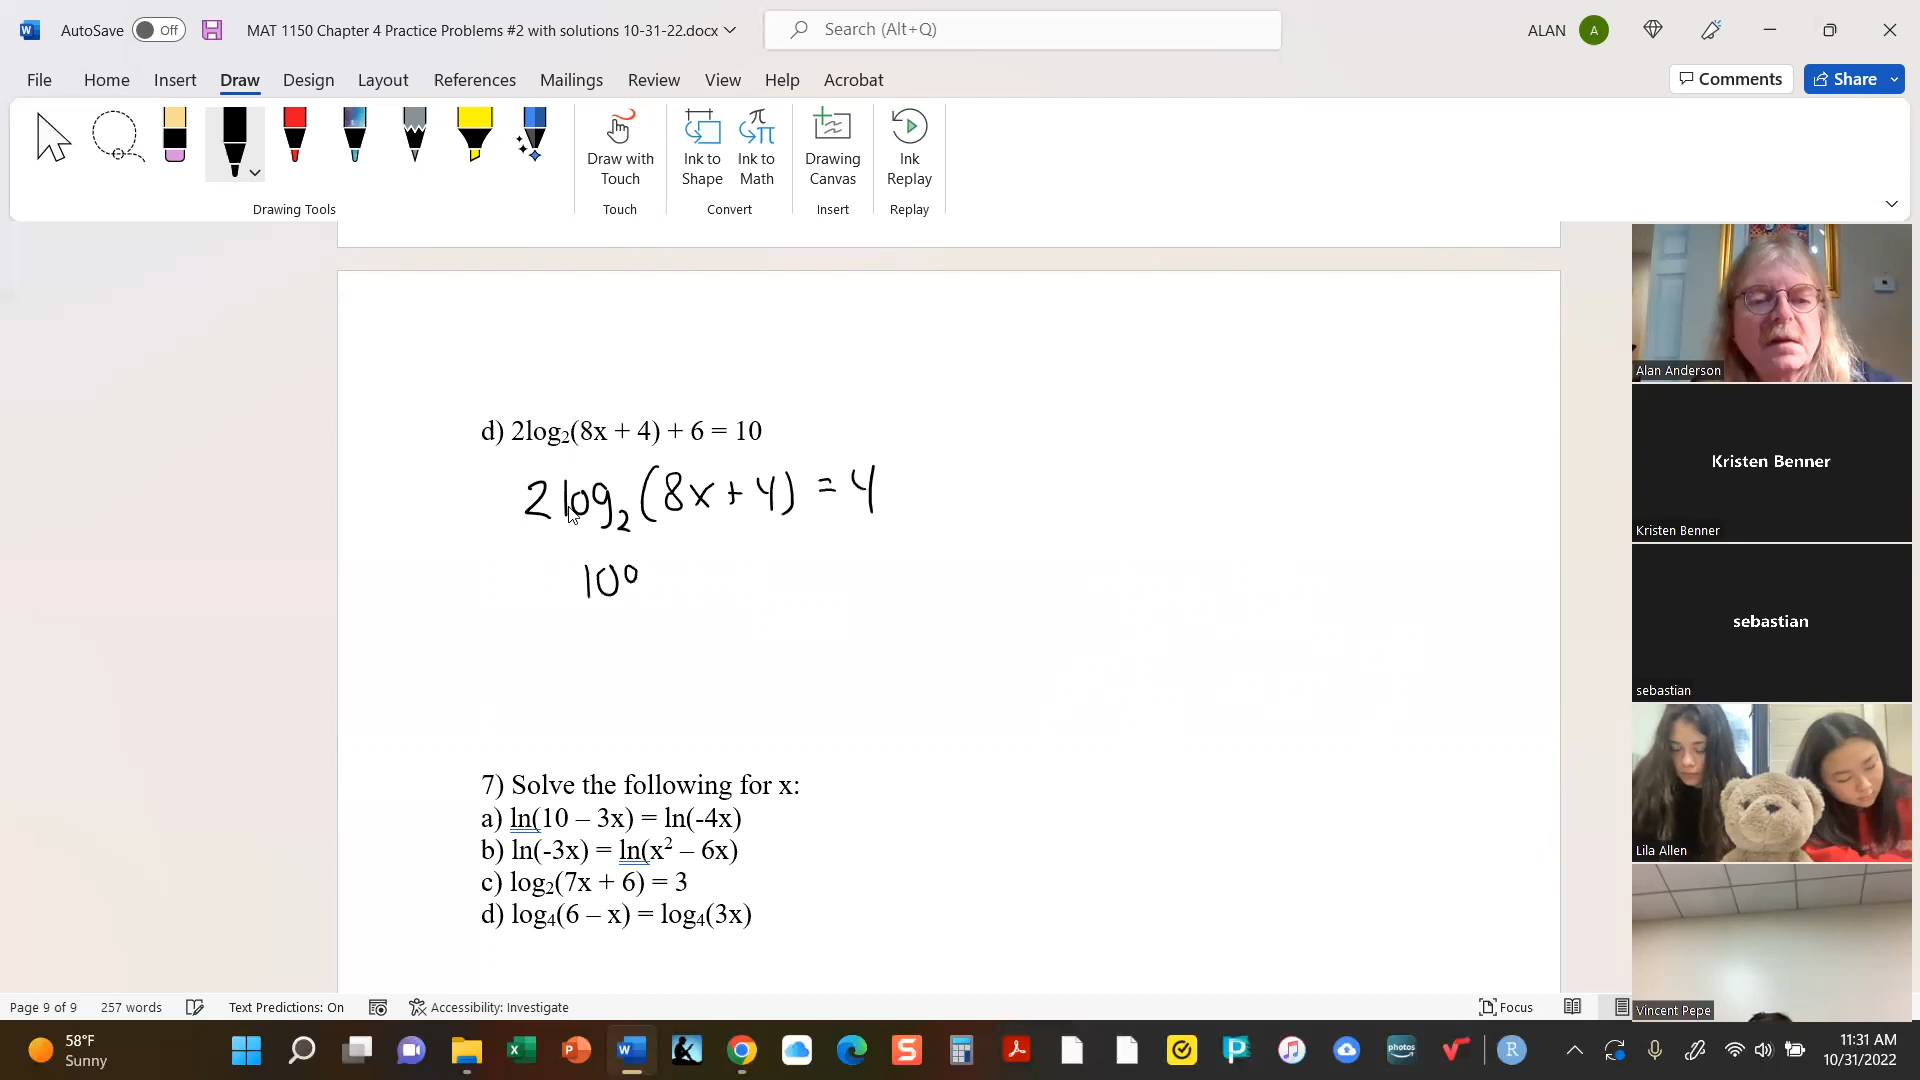 AutoSave Off MAT 1150 Chapter 4 Practice Problems #2 with solutions 10-31-22.docx Search (Alt+Q) ALAN A
File Home Insert Draw Design Layout References Mailings Review View Help Acrobat Comments Share
Draw with Touch
Ink to Shape
Ink to Math
Drawing Canvas
Ink Replay
Drawing Tools Touch Convert Insert Replay
Alan Anderson
d) 2log₂(8x + 4) + 6 = 10
2log₂(8x+4) = 4
Kristen Benner
Kristen Benner
log
sebastian
sebastian
7) Solve the following for x:
a) ln(10 – 3x) = ln(-4x)
b) ln(-3x) = ln(x² – 6x)
c) log₂(7x + 6) = 3
d) log₄(6 – x) = log₄(3x)
Lila Allen
Vincent Pepe
Page 9 of 9 257 words Text Predictions: On Accessibility: Investigate Focus
58°F
Sunny
photos
11:31 AM
10/31/2022